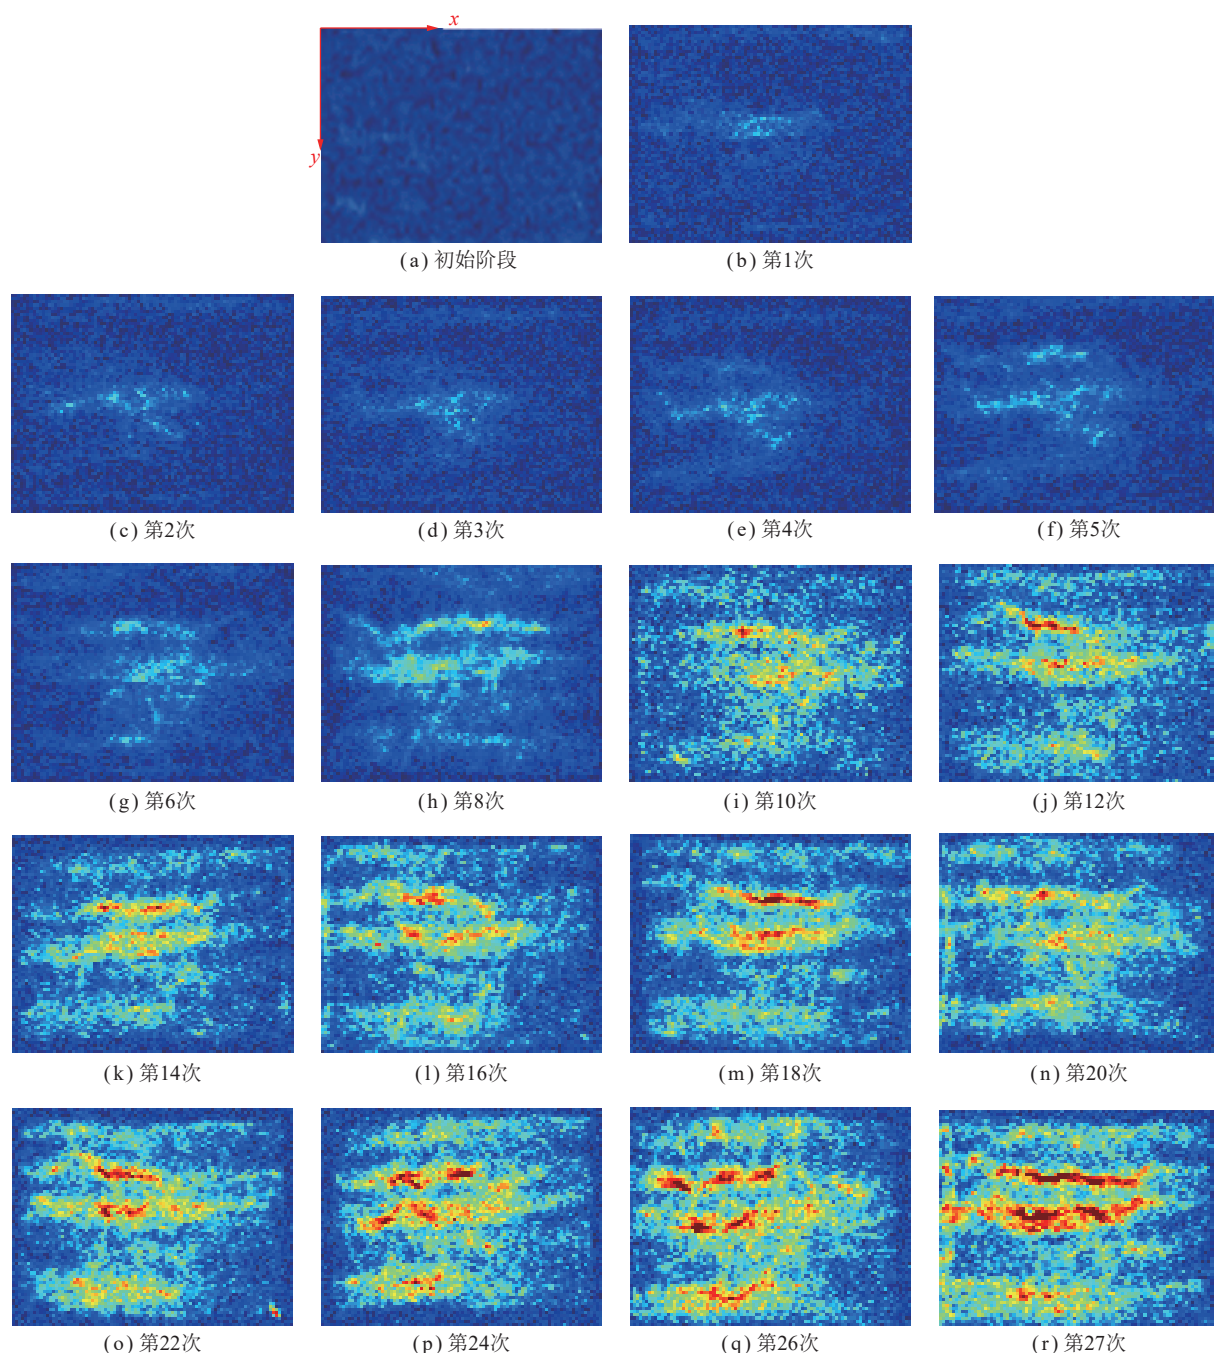 x
y
(a) 初始阶段
(b) 第1次
(c) 第2次
(d) 第3次
(e) 第4次
(f) 第5次
(g) 第6次
(h) 第8次
(i) 第10次
(j) 第12次
(k) 第14次
(l) 第16次
(m) 第18次
(n) 第20次
(o) 第22次
(p) 第24次
(q) 第26次
(r) 第27次